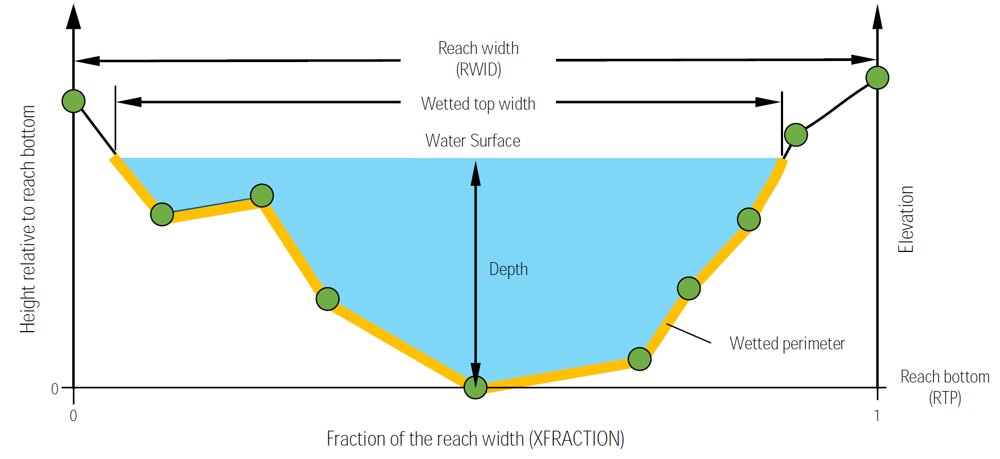 Reach width
(RWID)
Wetted top width
Water Surface
Height relative to reach bottom
Elevation
Depth
Wetted perimeter
Reach bottom
(RTP)
0
0
1
Fraction of the reach width (XFRACTION)